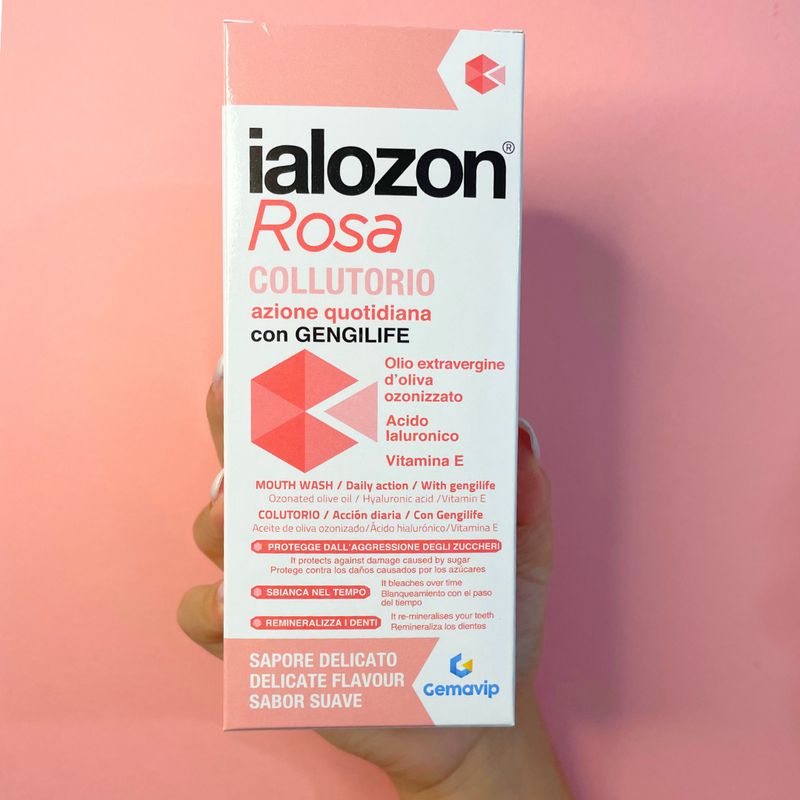 ialozon®
Rosa
COLLUTORIO
azione quotidiana
con GENGILIFE
Olio extravergine
d'oliva
ozonizzato
Acido
Ialuronico
Vitamina E
MOUTH WASH / Daily action / With gengilife
Ozonated olive oil / Hyaluronic acid / Vitamin E
COLUTORIO / Acción diaria / Con Gengilife
Aceite de oliva ozonizado/Ácido hialurónico/Vitamina E
PROTEGGE DALL'AGGRESSIONE DEGLI ZUCCHERI
It protects against damage caused by sugar
Protege contra los daños causados por los azúcares
SBIANCA NEL TEMPO
It bleaches over time
Blanqueamiento con el paso
del tiempo
REMINERALIZZA I DENTI
It re-mineralises your teeth
Remineraliza los dientes
SAPORE DELICATO
DELICATE FLAVOUR
SABOR SUAVE
Gemavip